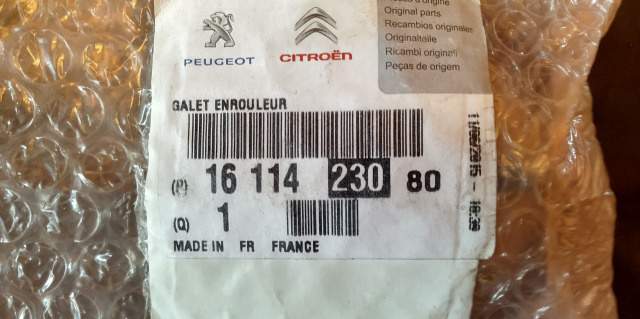 Original parts
Recambios originales
Originalteile
Ricambi originali
Peças de origem
PEUGEOT
CITROËN
GALET ENROULEUR
(P) 16 114 230 80
(Q) 1
MADE IN FR FRANCE